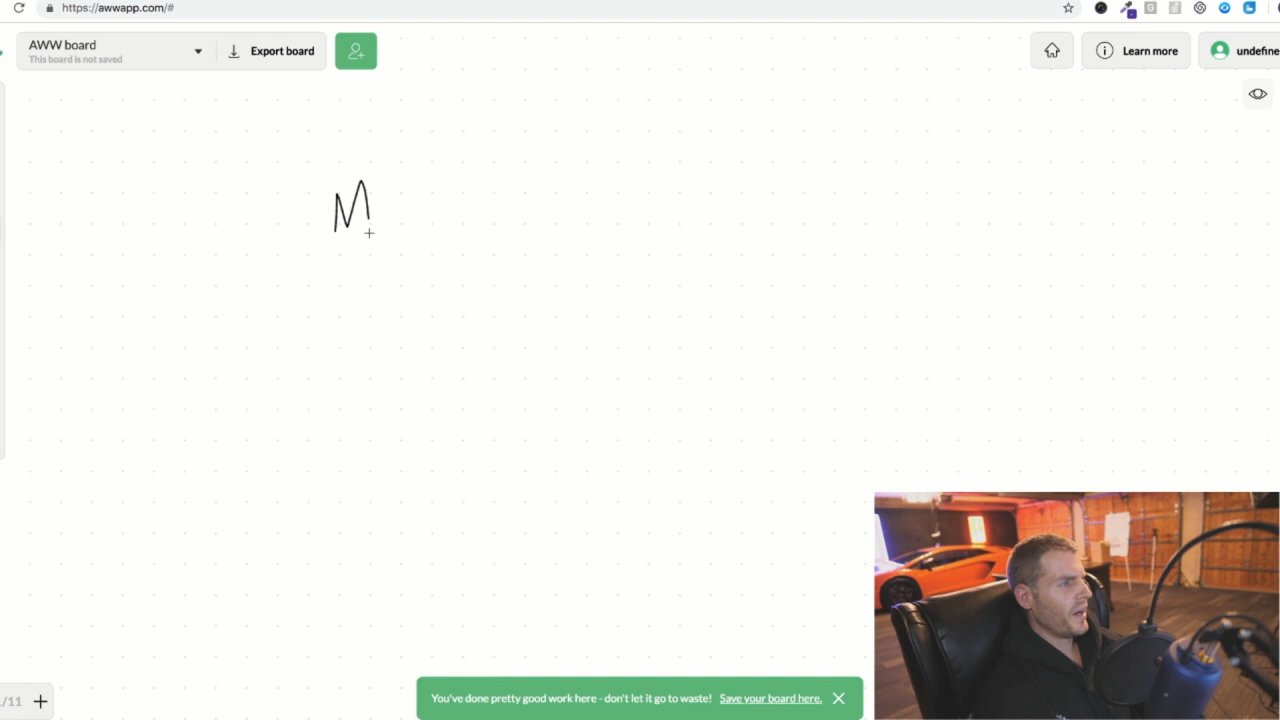 https://awwapp.com/#
AWW board
This board is not saved
Export board
Learn more
undefine
M
/11
You've done pretty good work here - don't let it go to waste! Save your board here.